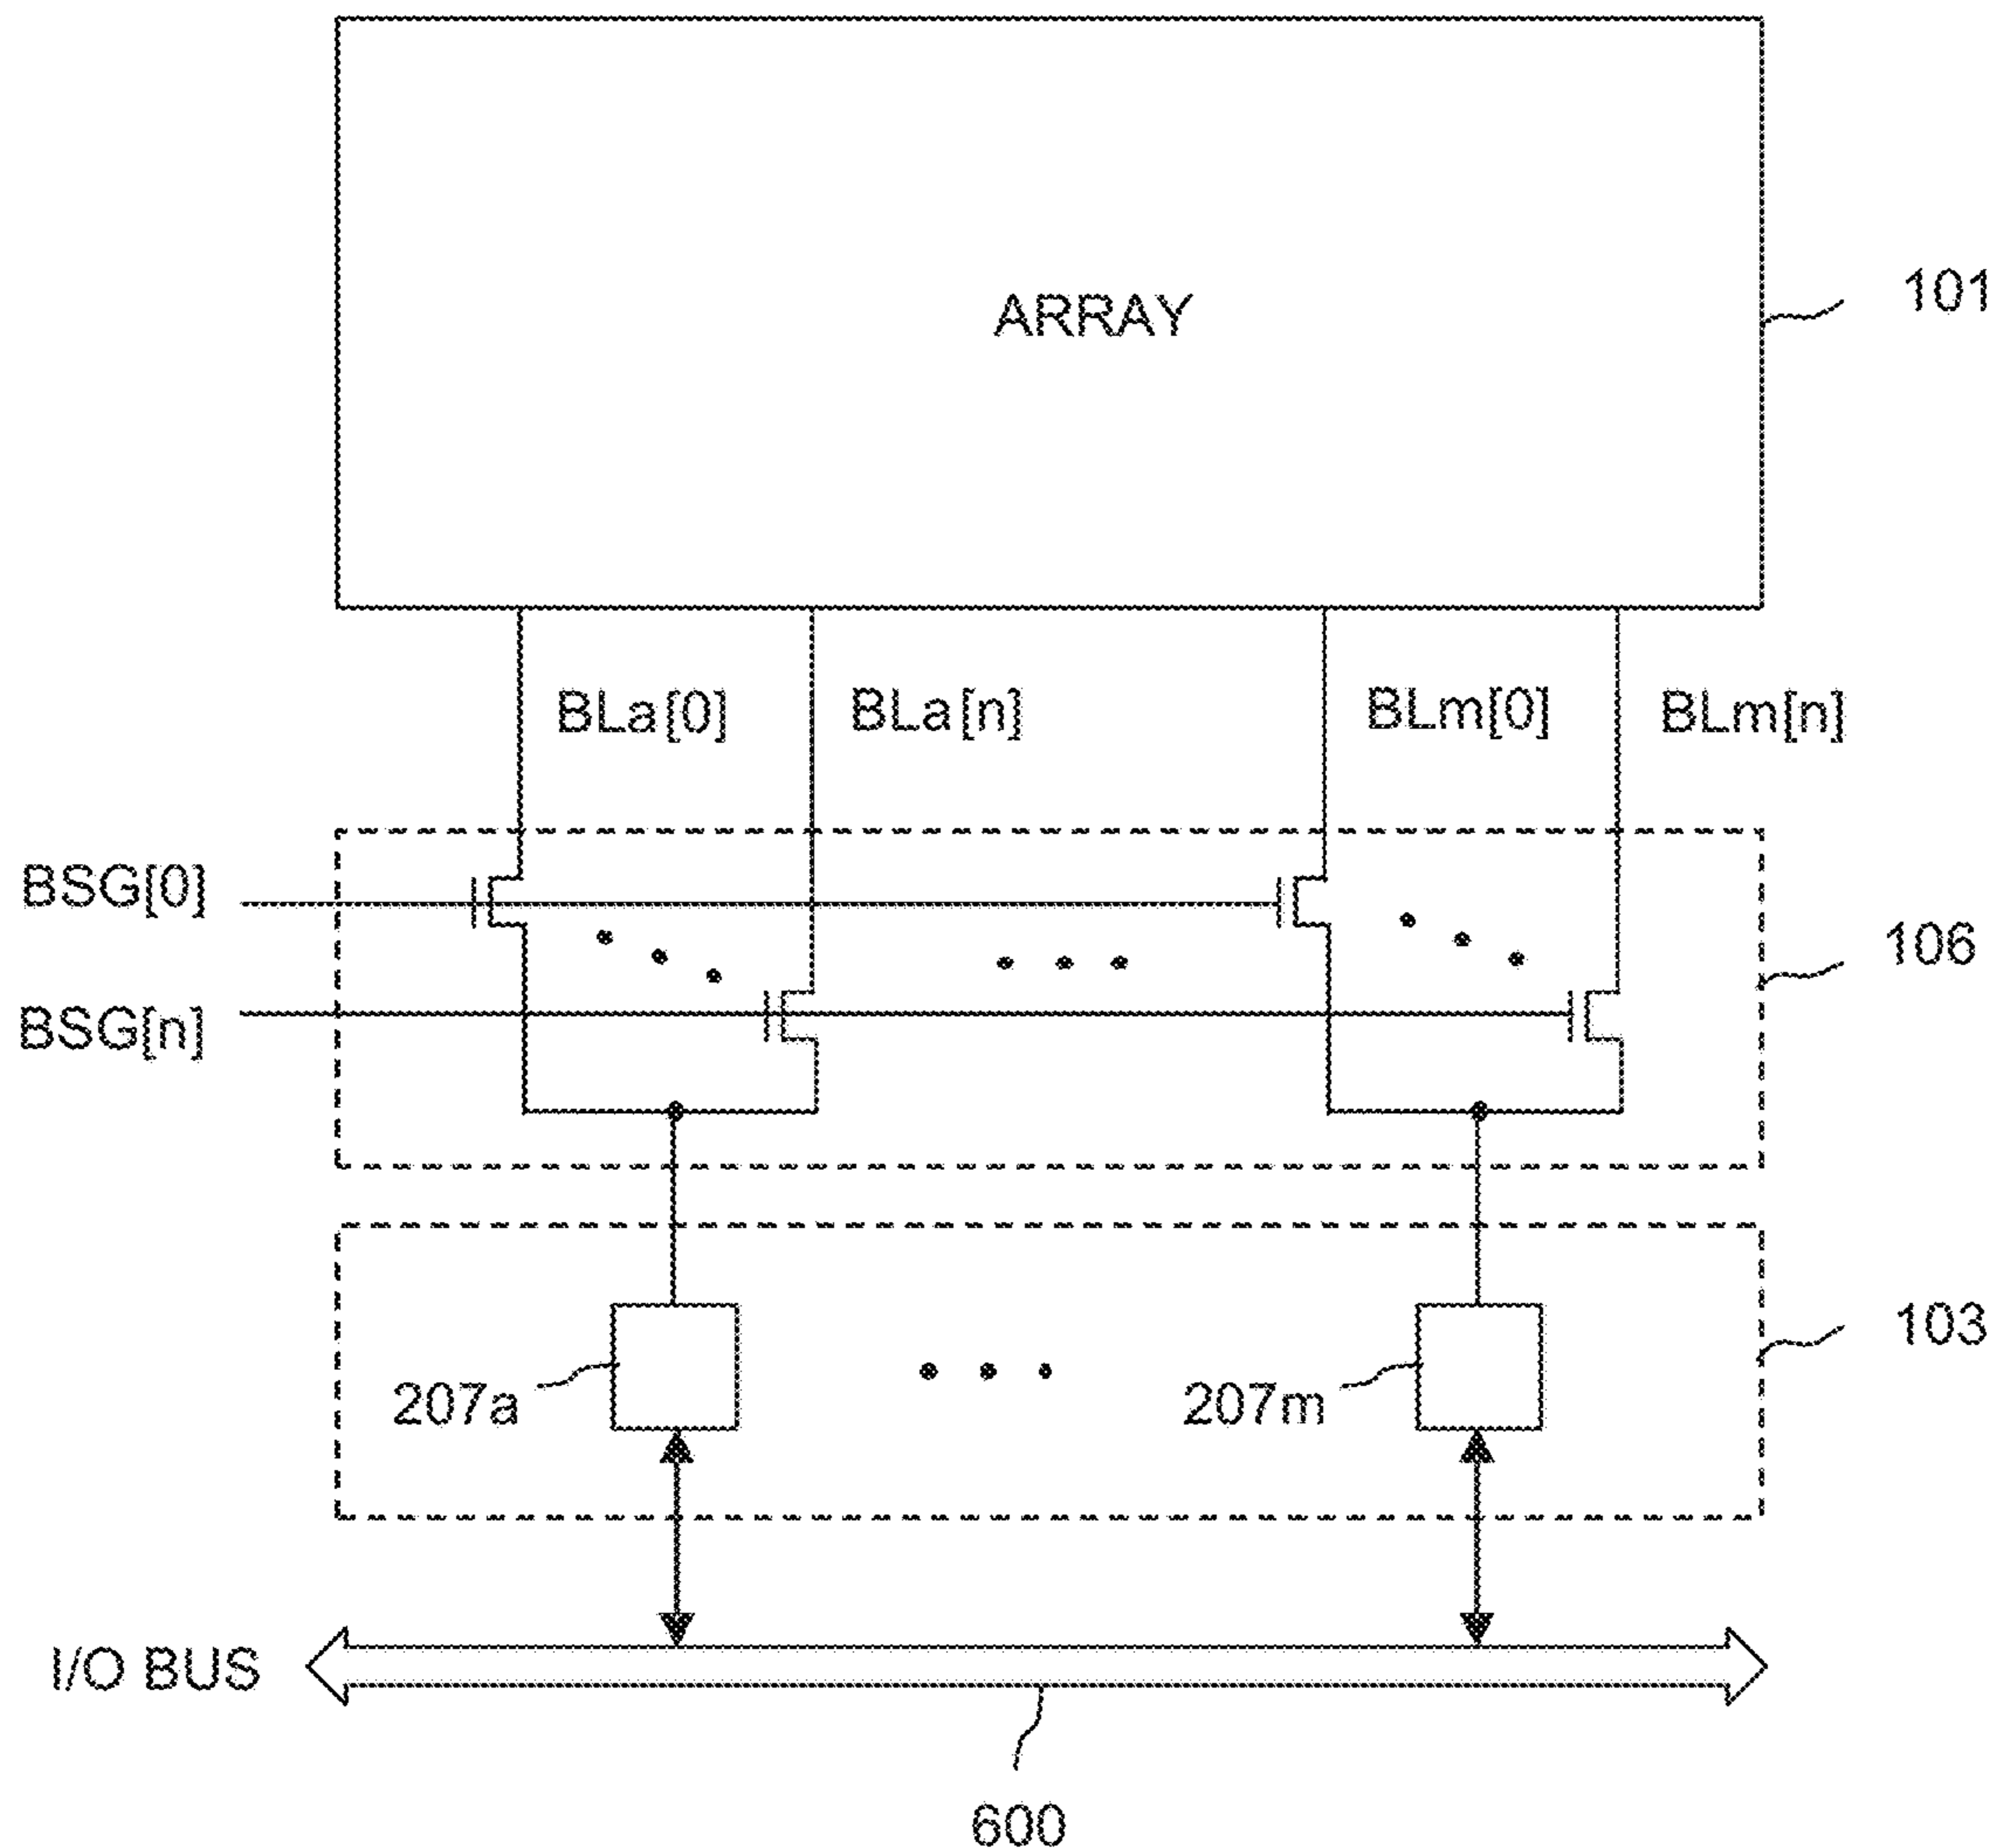 ARRAY
101
BLa[0]
BLa[n]
BLm[0]
BLm[n]
BSG[0]
106
BSG[n]
103
207a
207m
I/O BUS
600